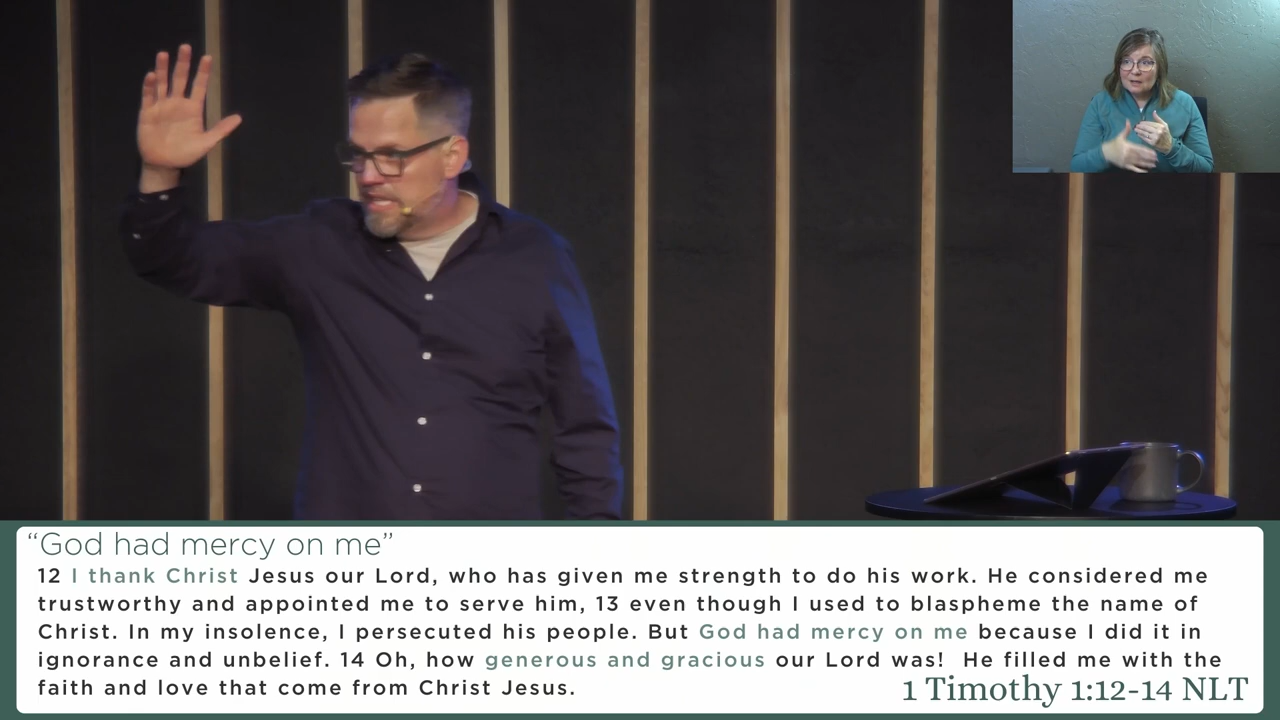 “God had mercy on me”
12 I thank Christ Jesus our Lord, who has given me strength to do his work. He considered me
trustworthy and appointed me to serve him, 13 even though I used to blaspheme the name of
Christ. In my insolence, I persecuted his people. But God had mercy on me because I did it in
ignorance and unbelief. 14 Oh, how generous and gracious our Lord was!  He filled me with the
faith and love that come from Christ Jesus.
1 Timothy 1:12-14 NLT